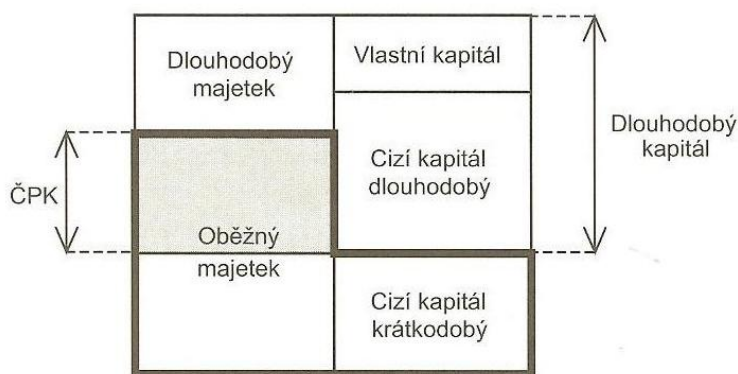 Dlouhodobý
majetek
Vlastní kapitál
Dlouhodobý
kapitál
Cizí kapitál
dlouhodobý
ČPK
Oběžný
majetek
Cizí kapitál
krátkodobý